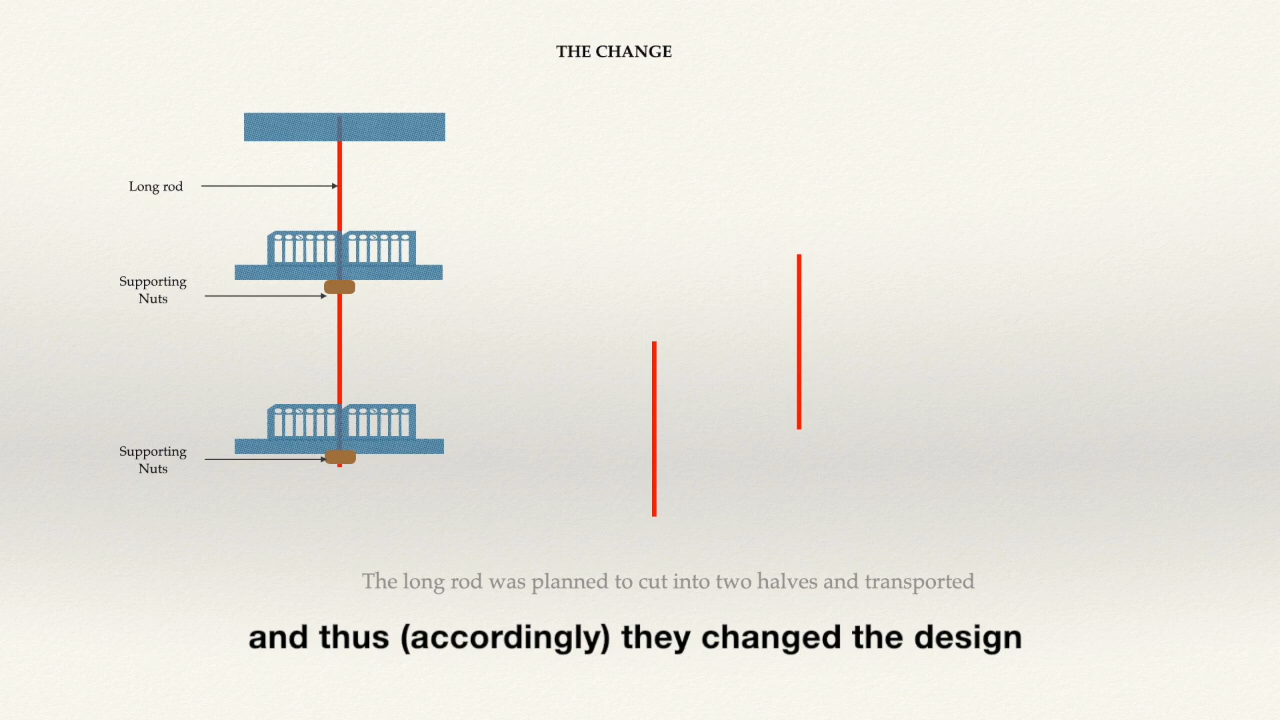 THE CHANGE
Long rod
Supporting
Nuts
Supporting
Nuts
The long rod was planned to cut into two halves and transported
and thus (accordingly) they changed the design